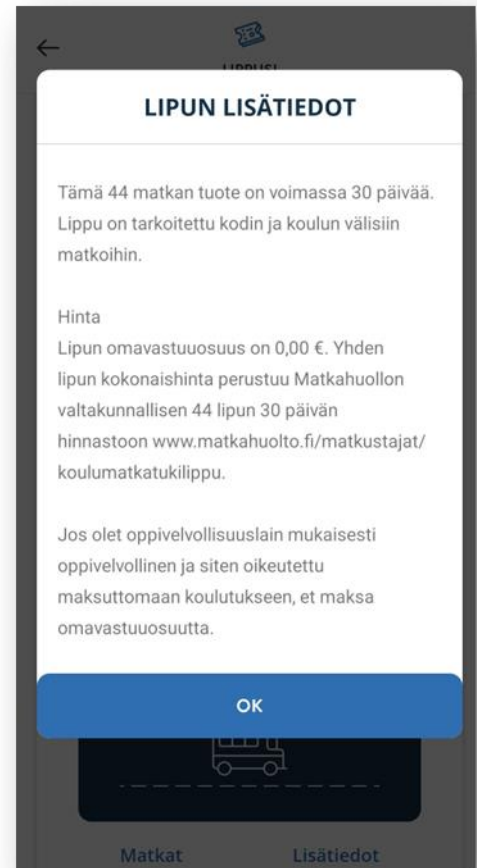 LIPPUSI
LIPUN LISÄTIEDOT
Tämä 44 matkan tuote on voimassa 30 päivää.
Lippu on tarkoitettu kodin ja koulun välisiin
matkoihin.
Hinta
Lipun omavastuuosuus on 0,00 €. Yhden
lipun kokonaishinta perustuu Matkahuollon
valtakunnallisen 44 lipun 30 päivän
hinnastoon www.matkahuolto.fi/matkustajat/
koulumatkatukilippu.
Jos olet oppivelvollisuuslain mukaisesti
oppivelvollinen ja siten oikeutettu
maksuttomaan koulutukseen, et maksa
omavastuuosuutta.
OK
Matkat Lisätiedot